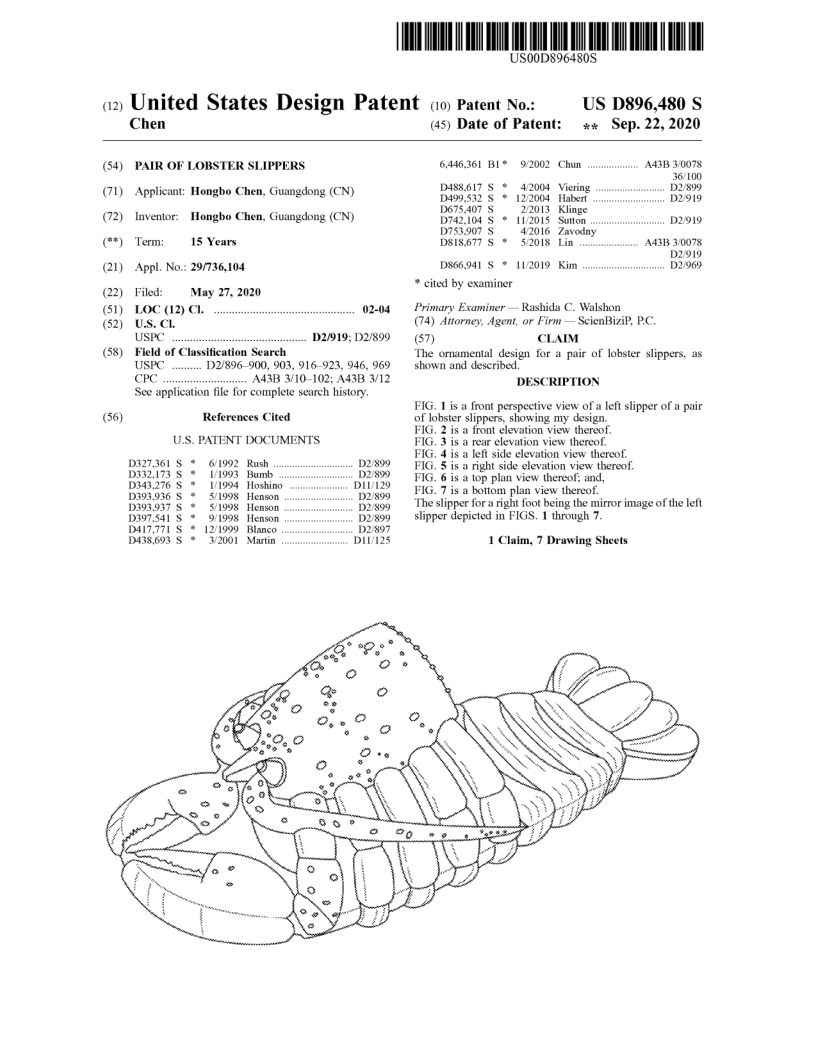 US00D896480S
(12) United States Design Patent
Chen
(10) Patent No.: US D896,480 S
(45) Date of Patent: ** Sep. 22, 2020
(54) PAIR OF LOBSTER SLIPPERS
(71) Applicant: Hongbo Chen, Guangdong (CN)
(72) Inventor: Hongbo Chen, Guangdong (CN)
(**) Term: 15 Years
(21) Appl. No.: 29/736,104
(22) Filed: May 27, 2020
(51) LOC (12) Cl. .............................................. 02-04
(52) U.S. Cl.
USPC ............................................ D2/919; D2/899
(58) Field of Classification Search
USPC .......... D2/896–900, 903, 916–923, 946, 969
CPC ........................... A43B 3/10–102; A43B 3/12
See application file for complete search history.
(56) References Cited
U.S. PATENT DOCUMENTS
D327,361 S * 6/1992 Rush ........................... D2/899
D332,173 S * 1/1993 Bumb ......................... D2/899
D343,276 S * 1/1994 Hoshino .................... D11/129
D393,936 S * 5/1998 Henson ....................... D2/899
D393,937 S * 5/1998 Henson ....................... D2/899
D397,541 S * 9/1998 Henson ....................... D2/899
D417,771 S * 12/1999 Blanco ........................ D2/897
D438,693 S * 3/2001 Martin ....................... D11/125
6,446,361 B1 * 9/2002 Chun ................... A43B 3/0078
36/100
D488,617 S * 4/2004 Viering ....................... D2/899
D499,532 S * 12/2004 Habert ........................ D2/919
D675,407 S 2/2013 Klinge
D742,104 S * 11/2015 Sutton ......................... D2/919
D753,907 S 4/2016 Zavodny
D818,677 S * 5/2018 Lin ..................... A43B 3/0078
D2/919
D866,941 S * 11/2019 Kim ............................ D2/969
* cited by examiner
Primary Examiner — Rashida C. Walshon
(74) Attorney, Agent, or Firm — ScienBiziP, P.C.
(57) CLAIM
The ornamental design for a pair of lobster slippers, as
shown and described.
DESCRIPTION
FIG. 1 is a front perspective view of a left slipper of a pair
of lobster slippers, showing my design.
FIG. 2 is a front elevation view thereof.
FIG. 3 is a rear elevation view thereof.
FIG. 4 is a left side elevation view thereof.
FIG. 5 is a right side elevation view thereof.
FIG. 6 is a top plan view thereof; and,
FIG. 7 is a bottom plan view thereof.
The slipper for a right foot being the mirror image of the left
slipper depicted in FIGS. 1 through 7.
1 Claim, 7 Drawing Sheets